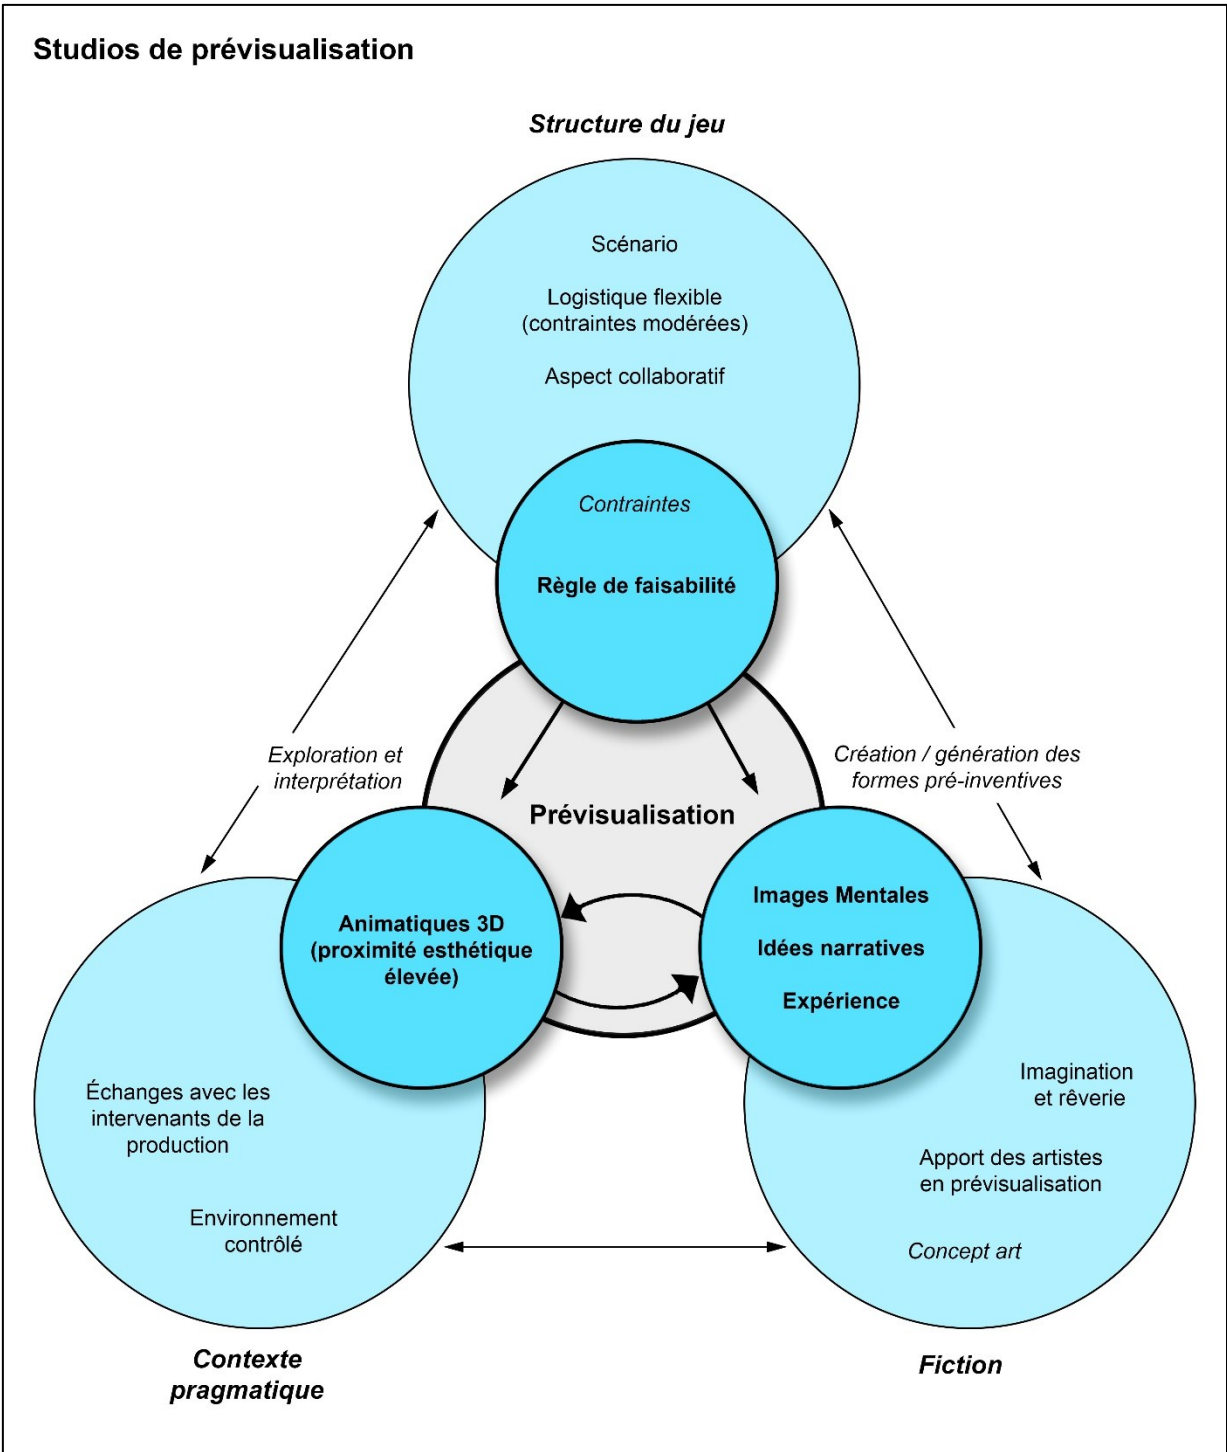 Studios de prévisualisation
Structure du jeu
Scénario
Logistique flexible
(contraintes modérées)
Aspect collaboratif
Contraintes
Règle de faisabilité
Exploration et
interprétation
Création / génération des
formes pré-inventives
Prévisualisation
Animatiques 3D
(proximité esthétique
élevée)
Images Mentales
Idées narratives
Expérience
Échanges avec les
intervenants de la
production
Environnement
contrôlé
Imagination
et rêverie
Apport des artistes
en prévisualisation
Concept art
Contexte
pragmatique
Fiction